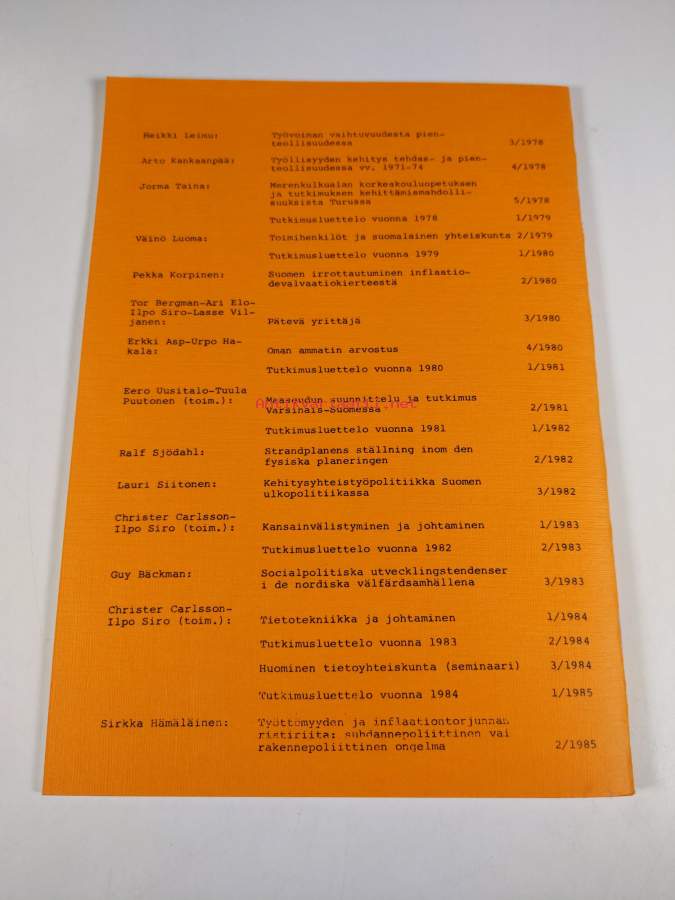 Heikki Leimu: Työvoiman vaihtuvuudesta pien-
teollisuudessa 3/1978
Arto Kankaanpää: Työllisyyden kehitys tehdas- ja pien-
teollisuudessa vv. 1971-74 4/1978
Jorma Taina: Merenkulkualan korkeakouluopetuksen
ja tutkimuksen kehittämismahdolli-
suuksista Turussa 5/1978
Tutkimusluettelo vuonna 1978 1/1979
Väinö Luoma: Toimihenkilöt ja suomalainen yhteiskunta 2/1979
Tutkimusluettelo vuonna 1979 1/1980
Pekka Korpinen: Suomen irrottautuminen inflaatio-
devalvaatiokierteestä 2/1980
Tor Bergman-Ari Elo-
Ilpo Siro-Lasse Vil-
janen: Pätevä yrittäjä 3/1980
Erkki Asp-Urpo Ha-
kala: Oman ammatin arvostus 4/1980
Tutkimusluettelo vuonna 1980 1/1981
Eero Uusitalo-Tuula
Puutonen (toim.): Maaseudun suunnittelu ja tutkimus
Varsinais-Suomessa 2/1981
Antikvariaatti.net
Tutkimusluettelo vuonna 1981 1/1982
Ralf Sjödahl: Strandplanens ställning inom den
fysiska planeringen 2/1982
Lauri Siitonen: Kehitysyhteistyöpolitiikka Suomen
ulkopolitiikassa 3/1982
Christer Carlsson-
Ilpo Siro (toim.): Kansainvälistyminen ja johtaminen 1/1983
Tutkimusluettelo vuonna 1982 2/1983
Guy Bäckman: Socialpolitiska utvecklingstendenser
i de nordiska välfärdsamhällena 3/1983
Christer Carlsson-
Ilpo Siro (toim.): Tietotekniikka ja johtaminen 1/1984
Tutkimusluettelo vuonna 1983 2/1984
Huominen tietoyhteiskunta (seminaari) 3/1984
Tutkimusluettelo vuonna 1984 1/1985
Sirkka Hämäläinen: Työttömyyden ja inflaationtorjunnan
ristiriita: suhdannepoliittinen vai
rakennepoliittinen ongelma 2/1985